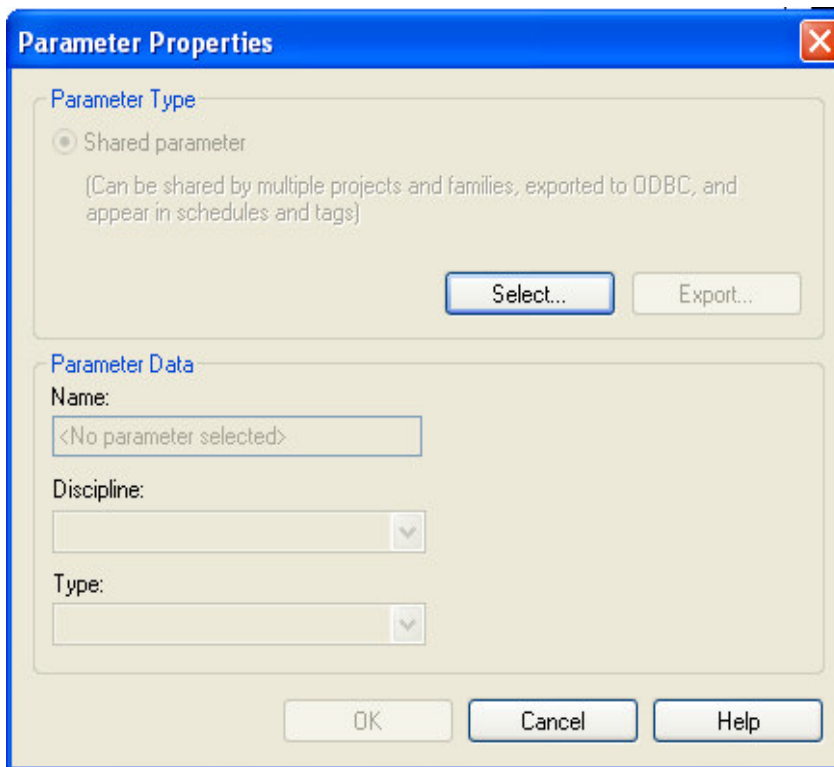 Parameter Properties
Parameter Type
Shared parameter
(Can be shared by multiple projects and families, exported to ODBC, and
appear in schedules and tags)
Select...
Export...
Parameter Data
Name:
<No parameter selected>
Discipline:
Type:
OK
Cancel
Help